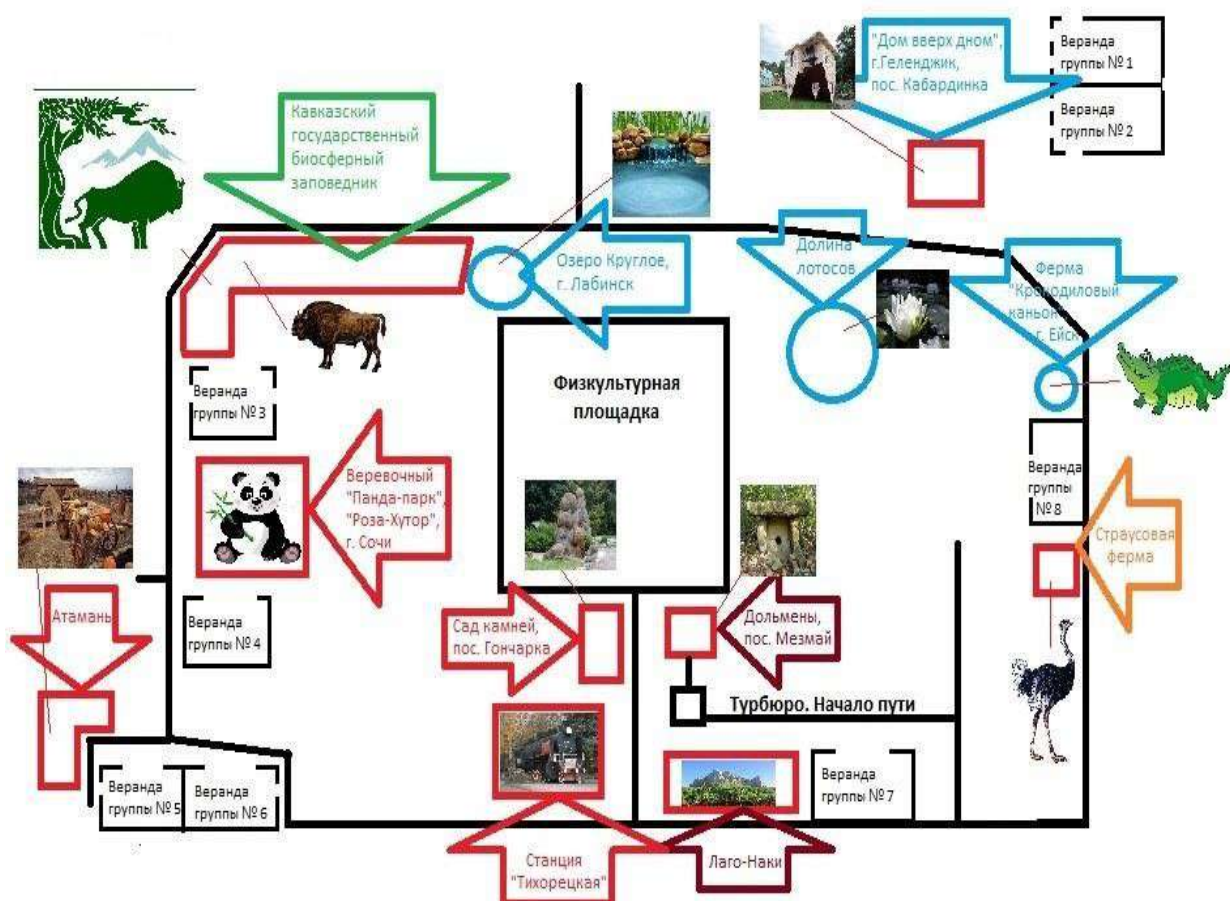 "Дом вверх дном",
г.Геленджик,
пос. Кабардинка
Веранда
группы № 1
Веранда
группы № 2
Кавказский
государственный
биосферный
заповедник
Озеро Круглое,
г. Лабинск
Долина
лотосов
Ферма
"Крокодиловый
каньон"
г. Ейск
Физкультурная
площадка
Веранда
группы № 3
Веревочный
"Панда-парк",
"Роза-Хутор",
г. Сочи
Веранда
группы
№ 8
Страусовая
ферма
Атамань
Веранда
группы № 4
Сад камней,
пос. Гончарка
Дольмены,
пос. Мезмай
Турбюро. Начало пути
Веранда
группы № 5
Веранда
группы № 6
Веранда
группы № 7
Станция
"Тихорецкая"
Лаго-Наки